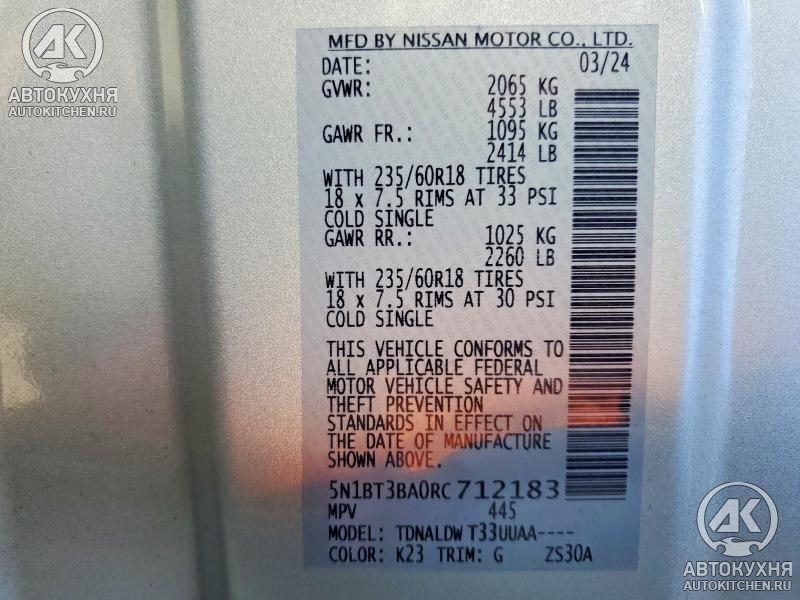 AK
АВТОКУХНЯ
AUTOKITCHEN.RU
MFD BY NISSAN MOTOR CO., LTD.
DATE: 03/24
GVWR: 2065 KG
4553 LB
GAWR FR.: 1095 KG
2414 LB
WITH 235/60R18 TIRES
18 x 7.5 RIMS AT 33 PSI
COLD SINGLE
GAWR RR.: 1025 KG
2260 LB
WITH 235/60R18 TIRES
18 x 7.5 RIMS AT 30 PSI
COLD SINGLE
THIS VEHICLE CONFORMS TO
ALL APPLICABLE FEDERAL
MOTOR VEHICLE SAFETY AND
THEFT PREVENTION
STANDARDS IN EFFECT ON
THE DATE OF MANUFACTURE
SHOWN ABOVE.
5N1BT3BA0RC712183
MPV 445
MODEL: TDNALDW T33UUAA----
COLOR: K23 TRIM: G ZS30A
AK
АВТОКУХНЯ
AUTOKITCHEN.RU